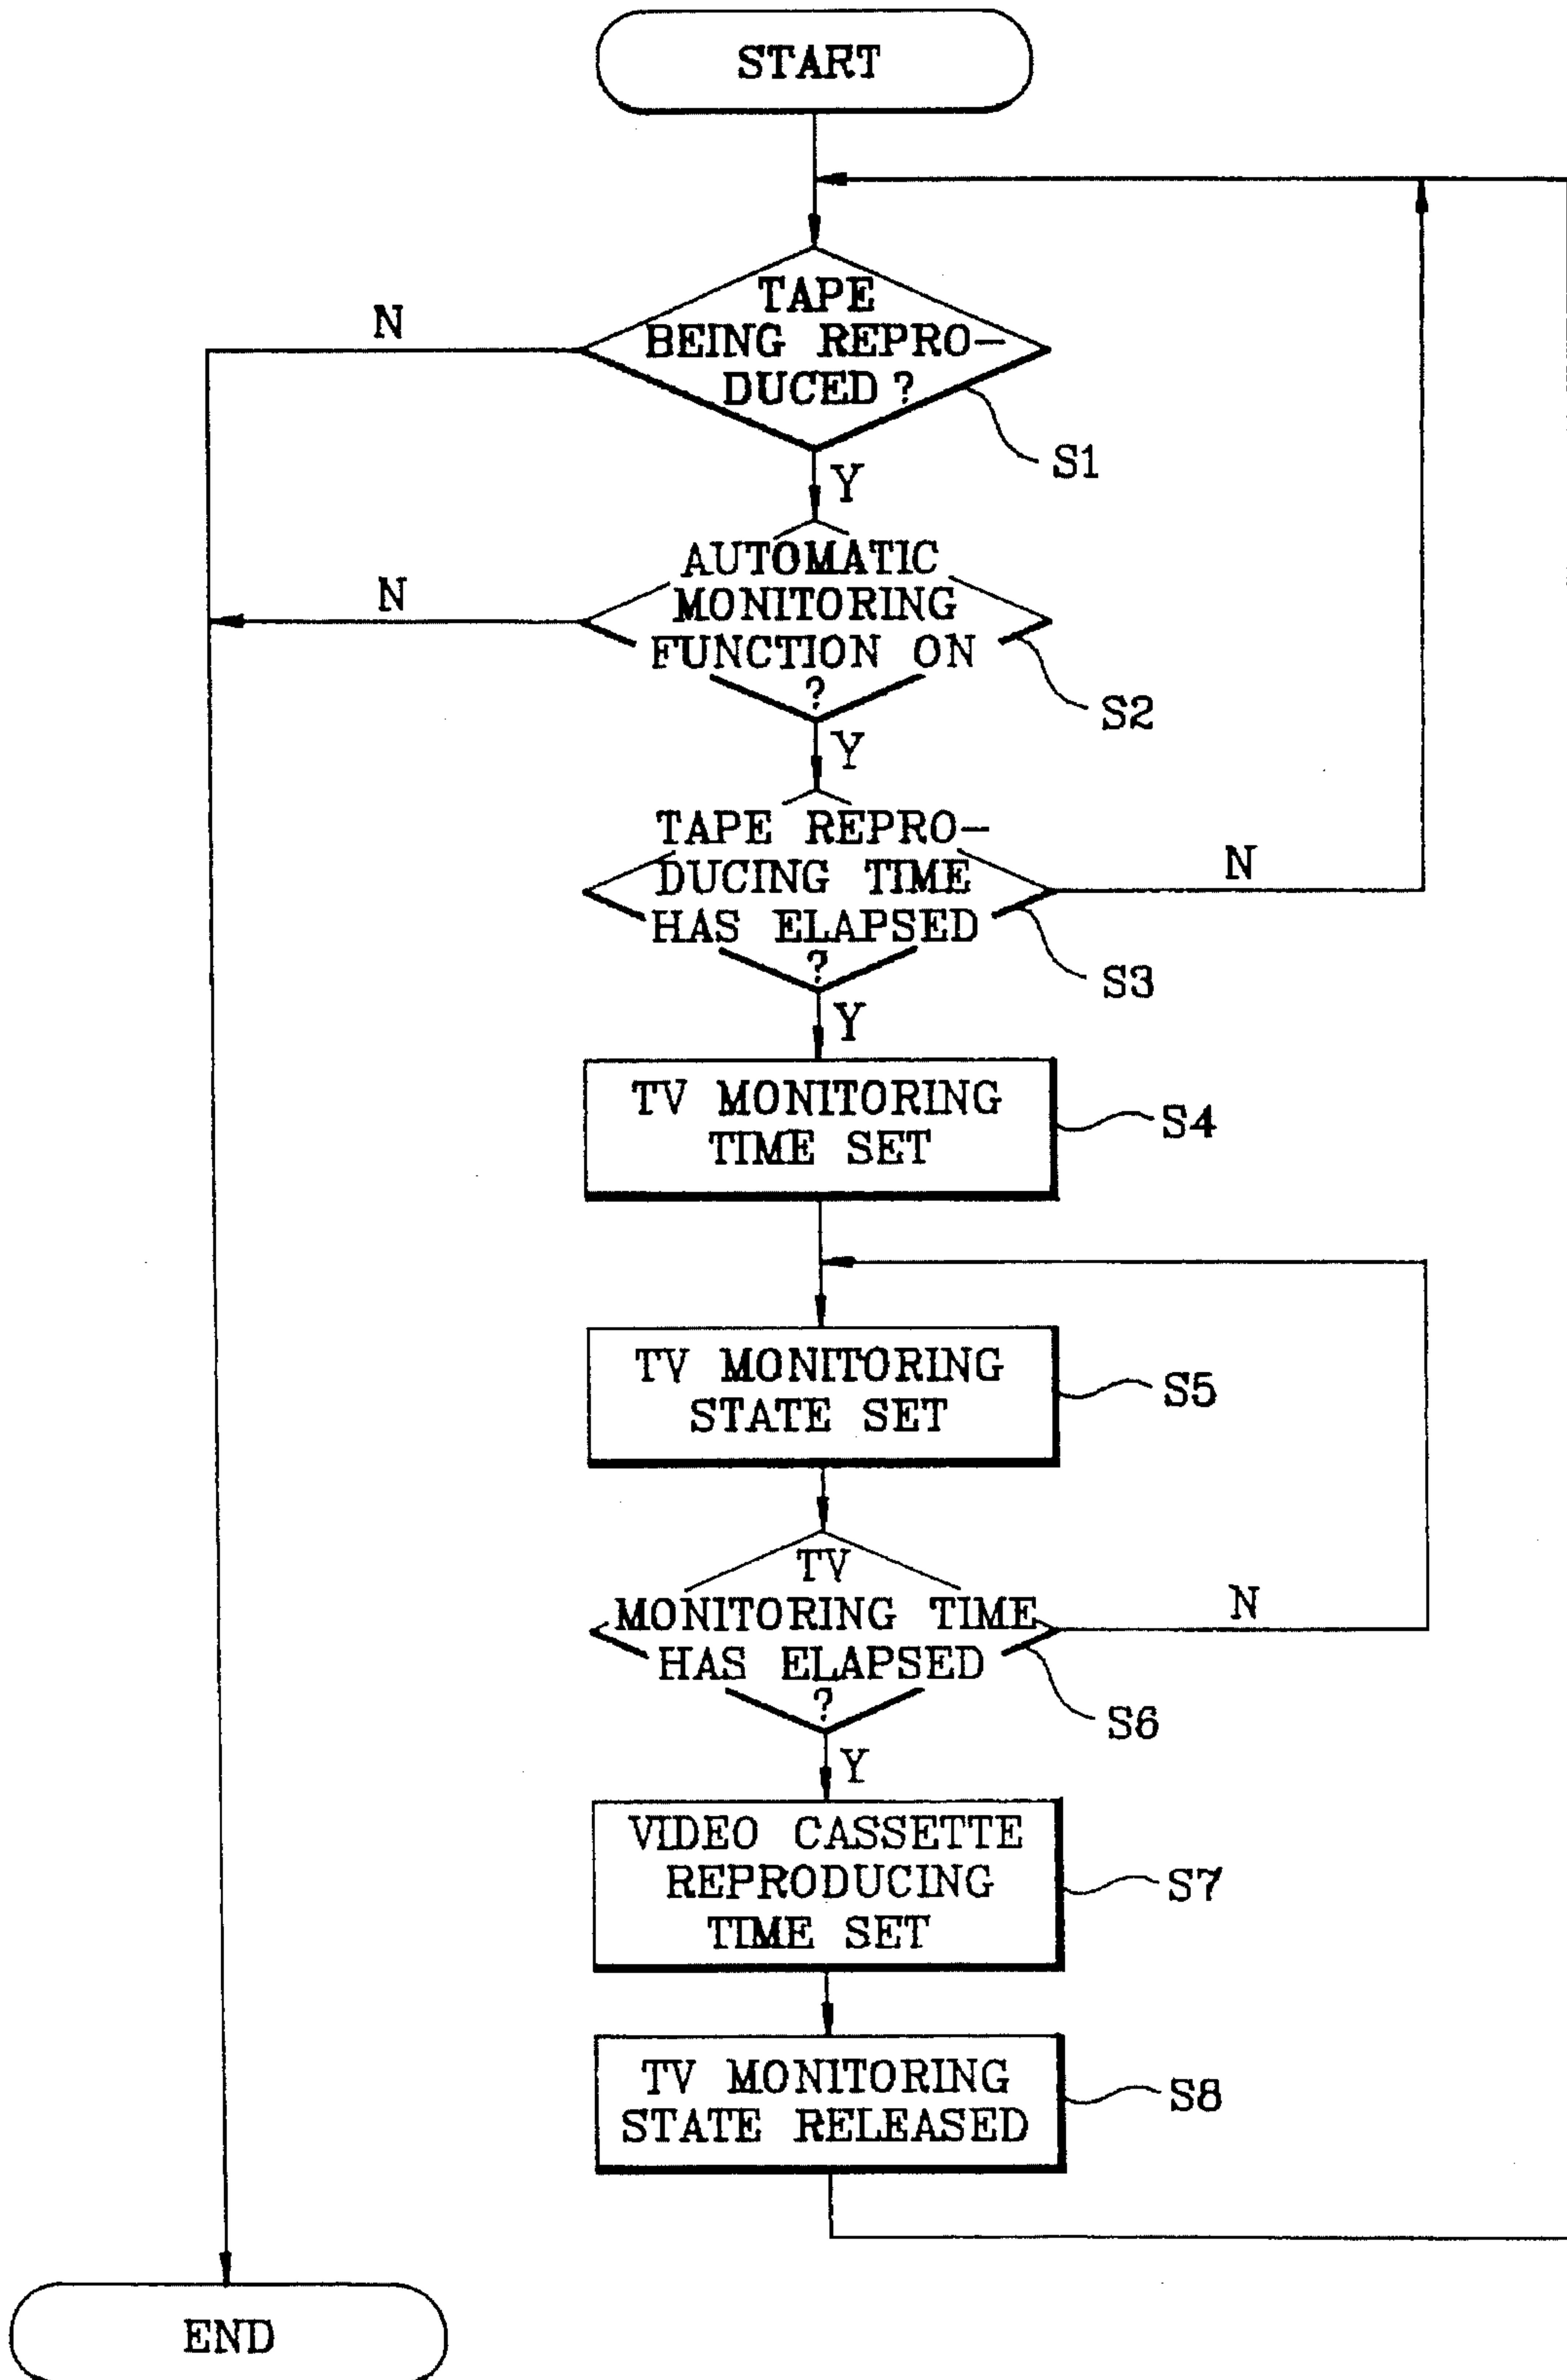 START
TAPE
BEING REPRO-
DUCED ?
N
S1
Y
AUTOMATIC
MONITORING
FUNCTION ON
?
N
S2
Y
TAPE REPRO-
DUCING TIME
HAS ELAPSED
?
N
S3
Y
TV MONITORING
TIME SET
S4
TV MONITORING
STATE SET
S5
TV
MONITORING TIME
HAS ELAPSED
?
N
S6
Y
VIDEO CASSETTE
REPRODUCING
TIME SET
S7
TV MONITORING
STATE RELEASED
S8
END